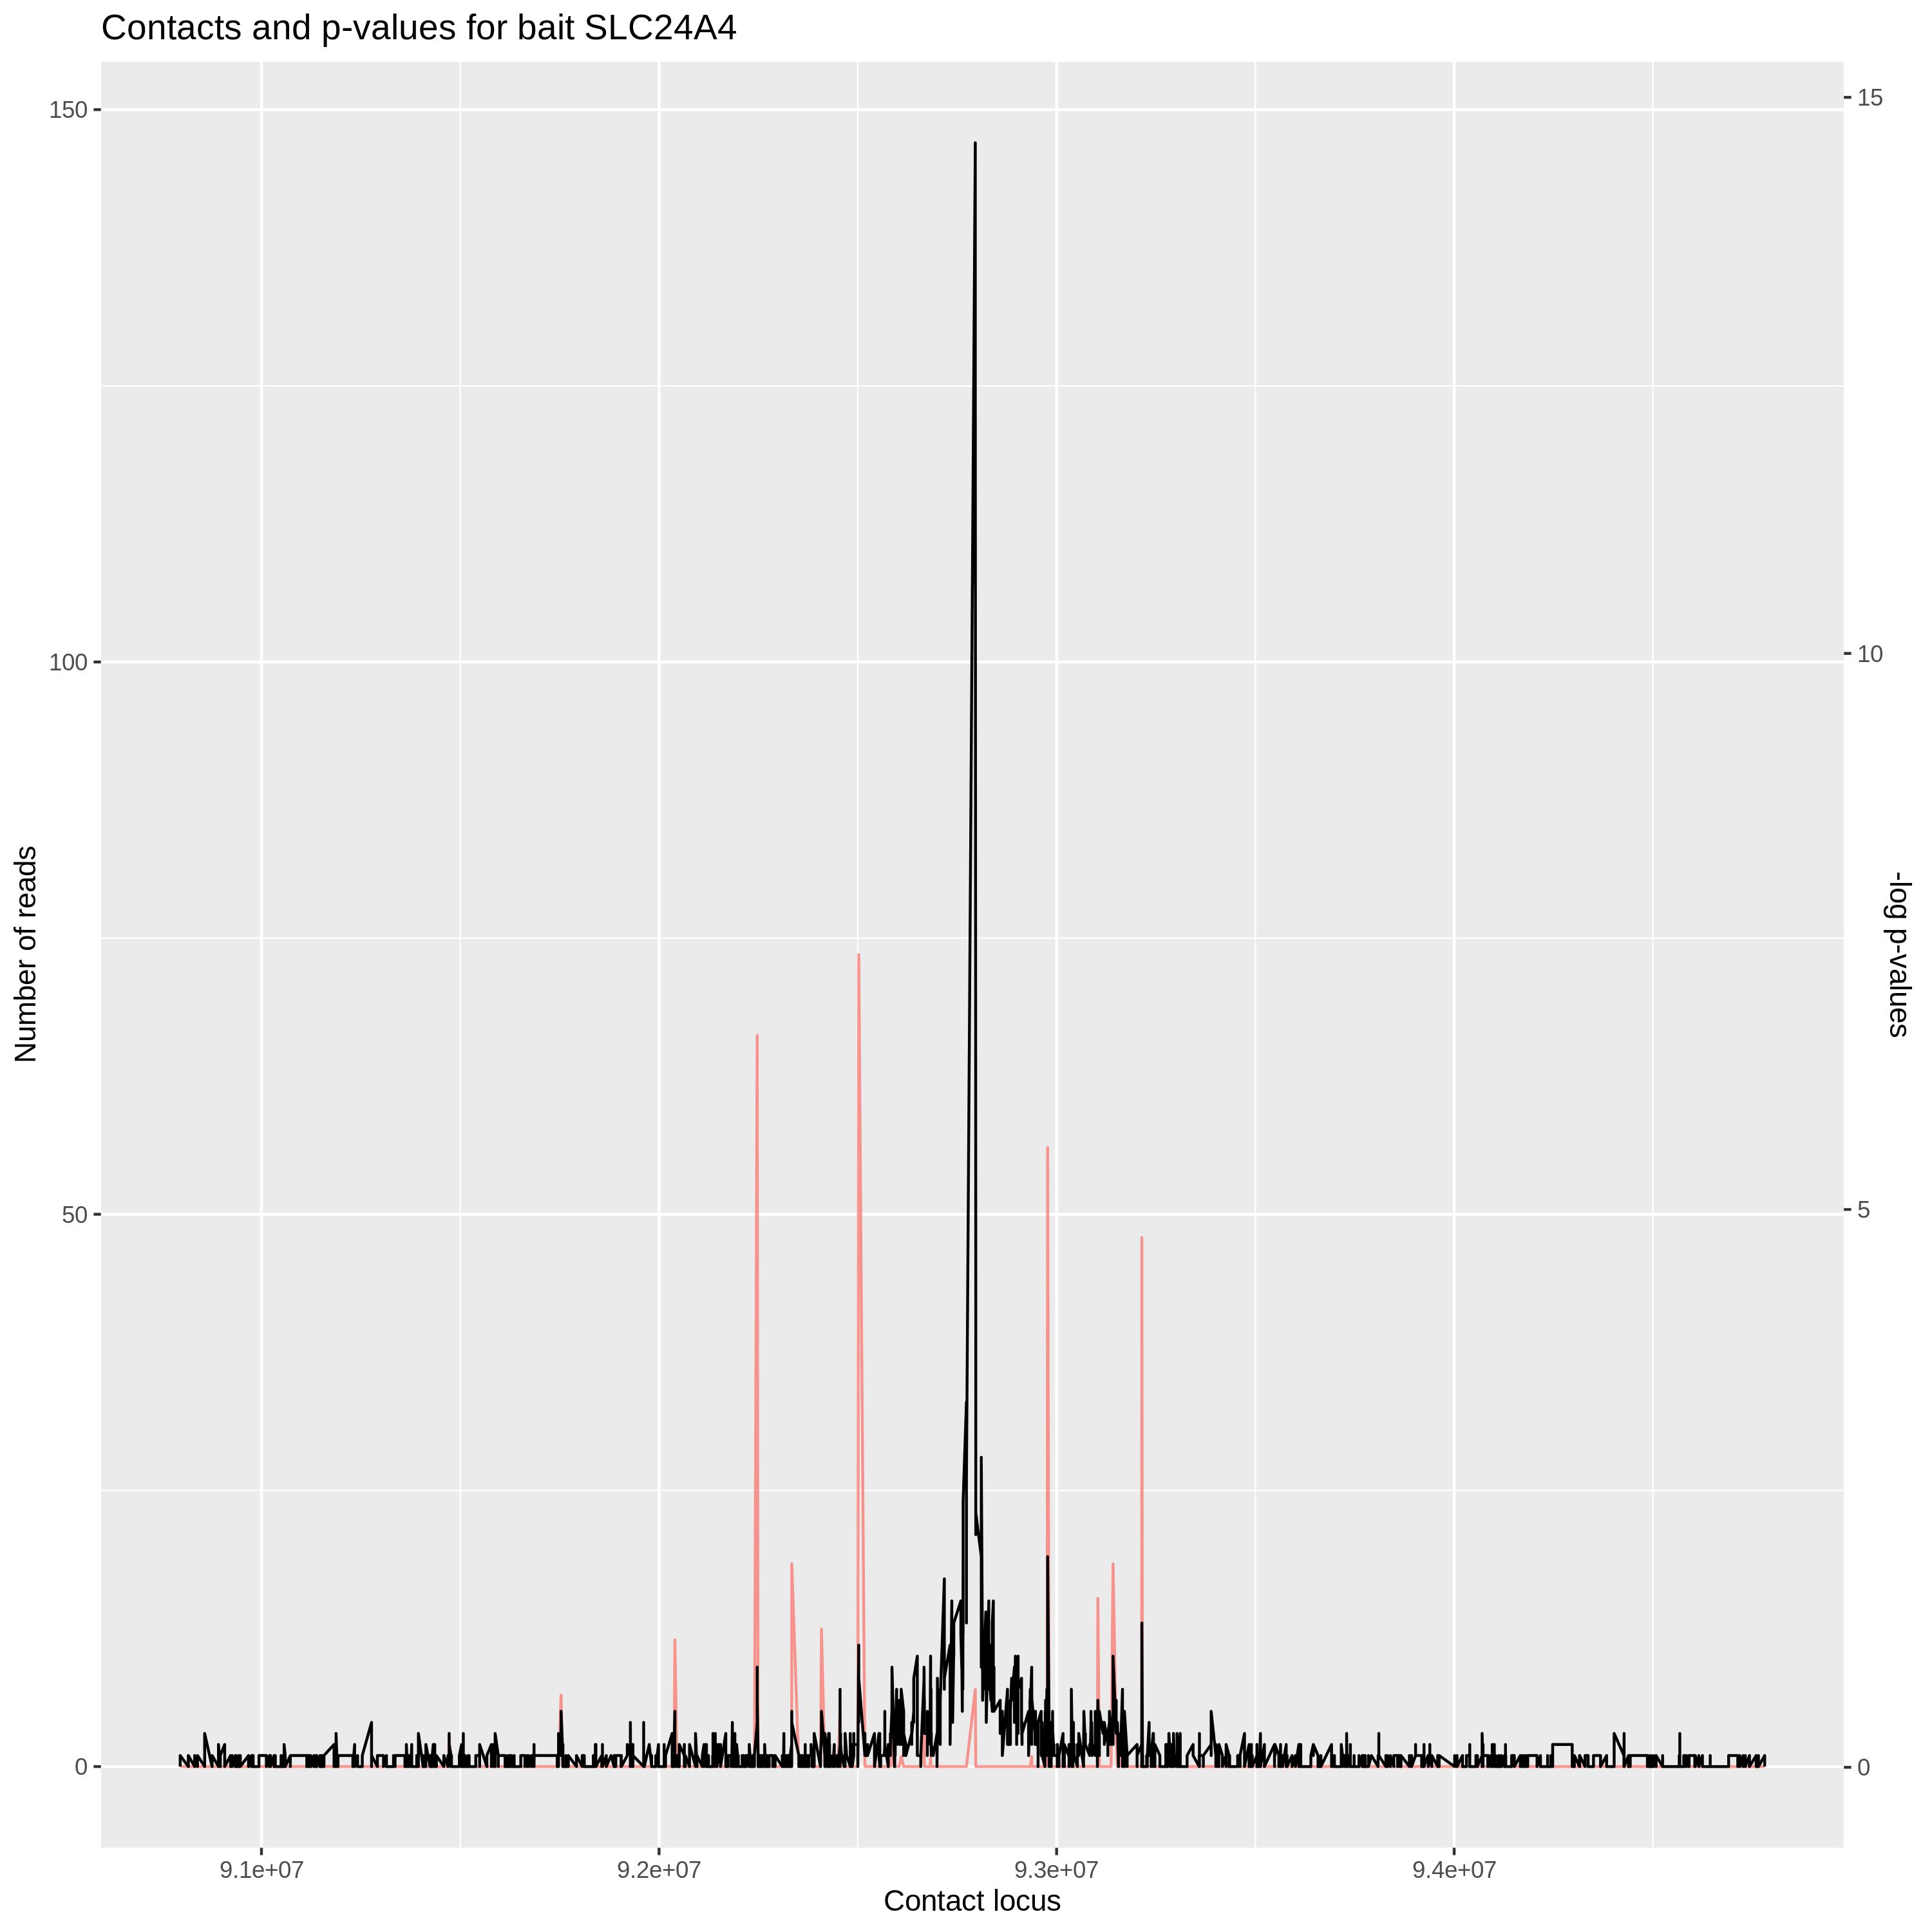 Contacts and p-values for bait SLC24A4
150
100
50
0
Number of reads
15
10
5
0
-log p-values
9.1e+07
9.2e+07
9.3e+07
9.4e+07
Contact locus